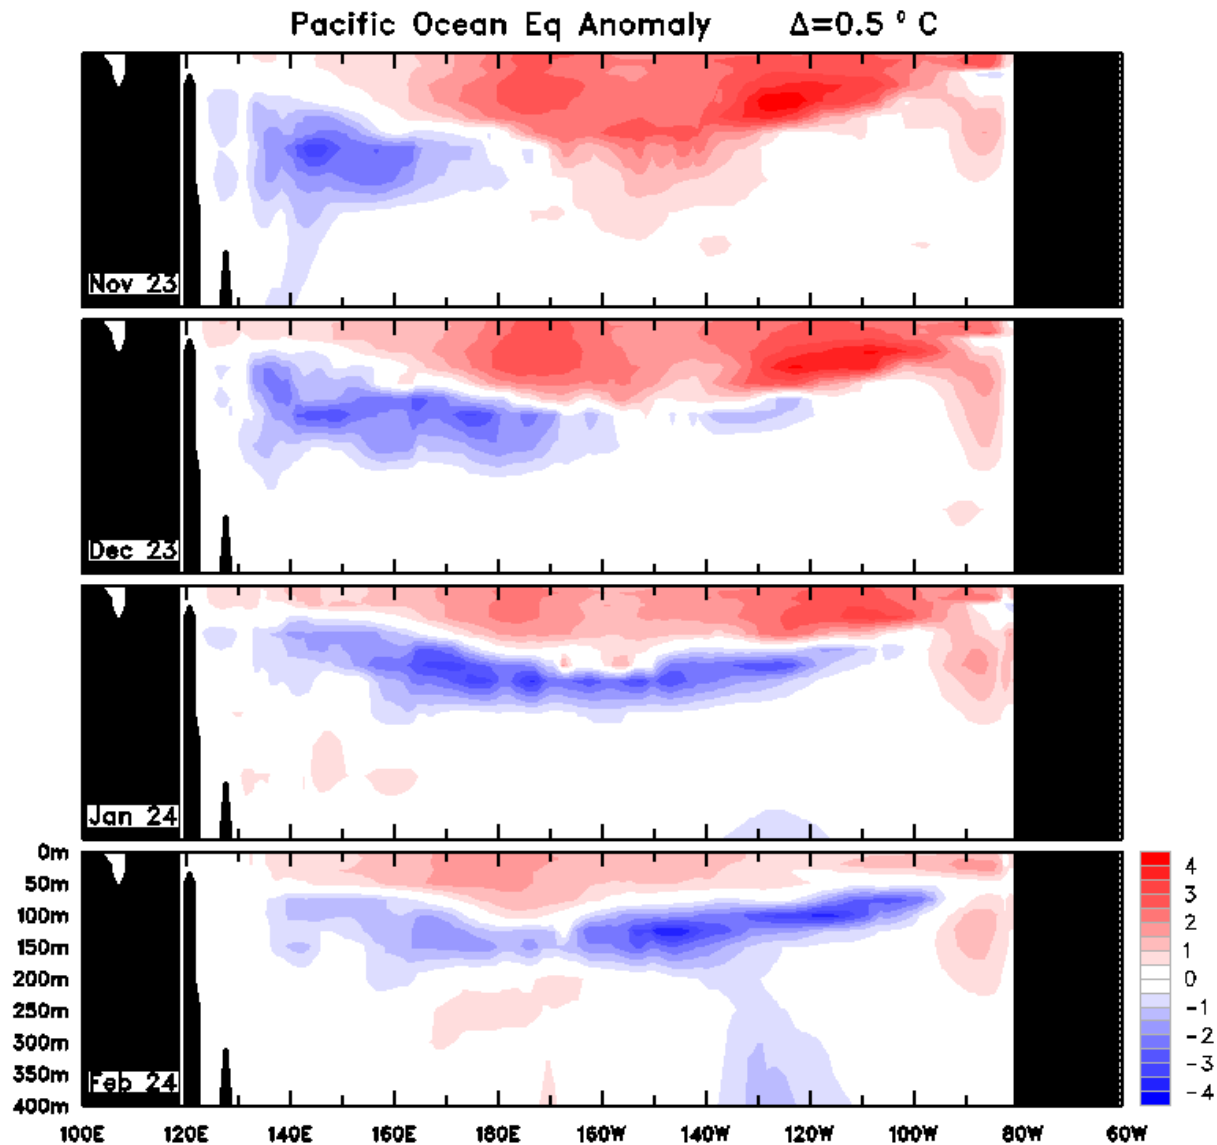 Pacific Ocean Eq Anomaly Δ=0.5 ° C
Nov 23
Dec 23
Jan 24
0m
50m
100m
150m
200m
250m
300m
350m
400m
Feb 24
4
3
2
1
0
-1
-2
-3
-4
100E 120E 140E 160E 180E 160W 140W 120W 100W 80W 60W